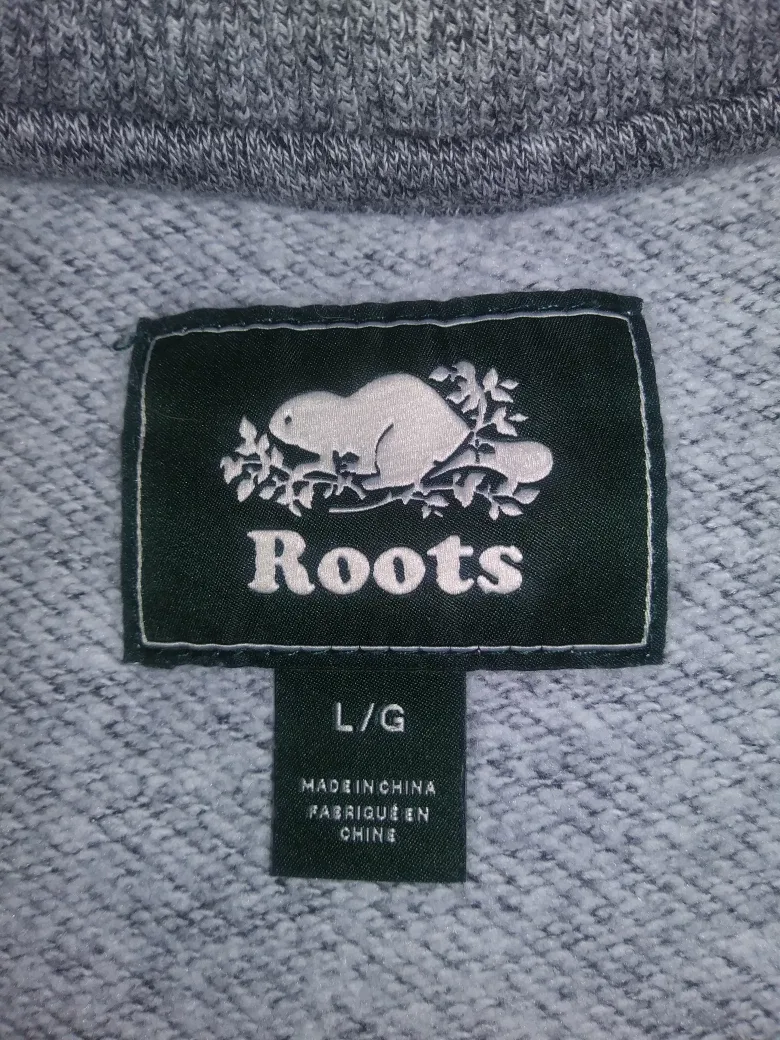 Roots
L/G
MADE IN CHINA
FABRIQUÉ EN
CHINE